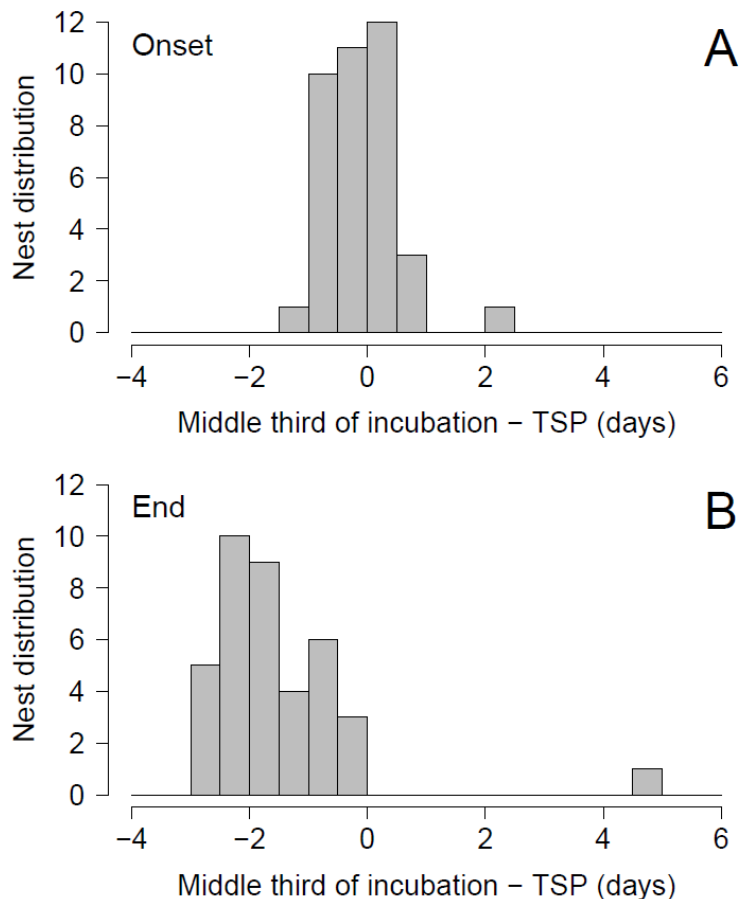 Onset
A
Nest distribution
12
10
8
6
4
2
0
−4 −2 0 2 4 6
Middle third of incubation − TSP (days)
End
B
Nest distribution
12
10
8
6
4
2
0
−4 −2 0 2 4 6
Middle third of incubation − TSP (days)